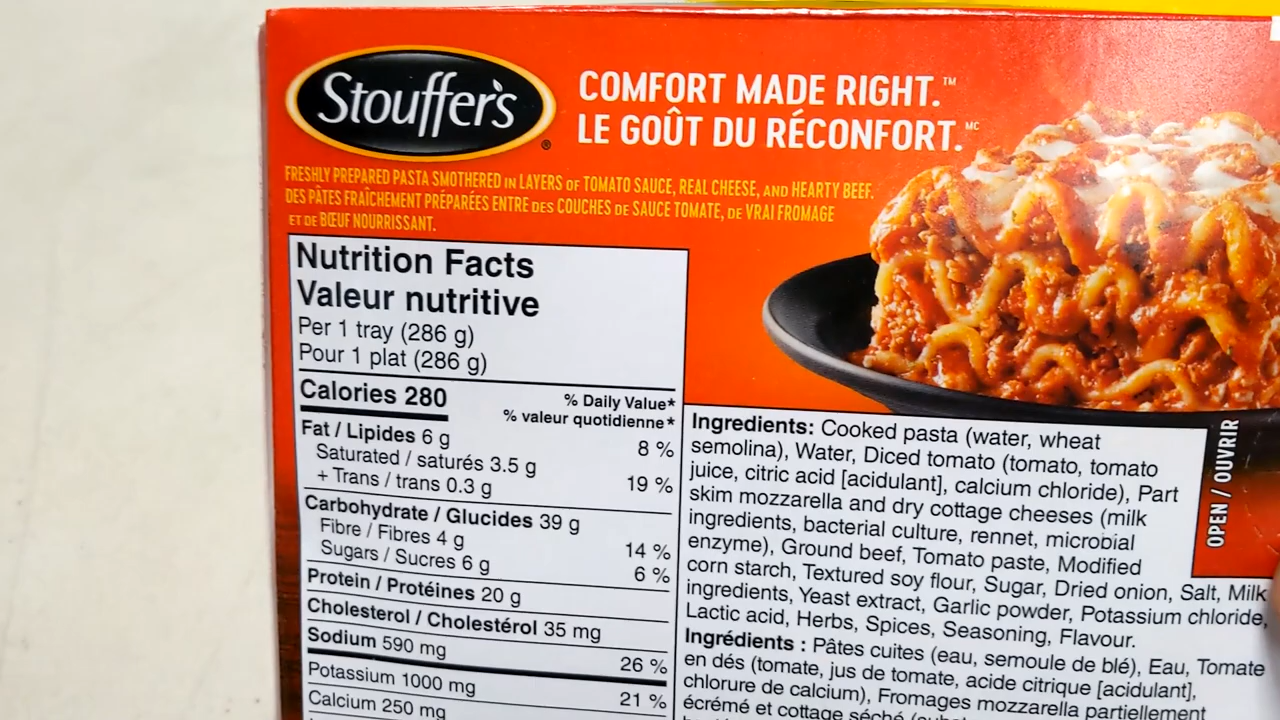 Stouffer's®
COMFORT MADE RIGHT.™
LE GOÛT DU RÉCONFORT.MC
FRESHLY PREPARED PASTA SMOTHERED IN LAYERS OF TOMATO SAUCE, REAL CHEESE, AND HEARTY BEEF.
DES PÂTES FRAÎCHEMENT PRÉPARÉES ENTRE DES COUCHES DE SAUCE TOMATE, DE VRAI FROMAGE
ET DE BŒUF NOURRISSANT.
Nutrition Facts
Valeur nutritive
Per 1 tray (286 g)
Pour 1 plat (286 g)
Calories 280
% Daily Value*
% valeur quotidienne*
Fat / Lipides 6 g 8 %
Saturated / saturés 3.5 g
+ Trans / trans 0.3 g 19 %
Carbohydrate / Glucides 39 g
Fibre / Fibres 4 g 14 %
Sugars / Sucres 6 g 6 %
Protein / Protéines 20 g
Cholesterol / Cholestérol 35 mg
Sodium 590 mg 26 %
Potassium 1000 mg 21 %
Calcium 250 mg
Ingredients: Cooked pasta (water, wheat
semolina), Water, Diced tomato (tomato, tomato
juice, citric acid [acidulant], calcium chloride), Part
skim mozzarella and dry cottage cheeses (milk
ingredients, bacterial culture, rennet, microbial
enzyme), Ground beef, Tomato paste, Modified
corn starch, Textured soy flour, Sugar, Dried onion, Salt, Milk
ingredients, Yeast extract, Garlic powder, Potassium chloride,
Lactic acid, Herbs, Spices, Seasoning, Flavour.
Ingrédients : Pâtes cuites (eau, semoule de blé), Eau, Tomate
en dés (tomate, jus de tomate, acide citrique [acidulant],
chlorure de calcium), Fromages mozzarella partiellement
écrémé et cottage séché
OPEN / OUVRIR